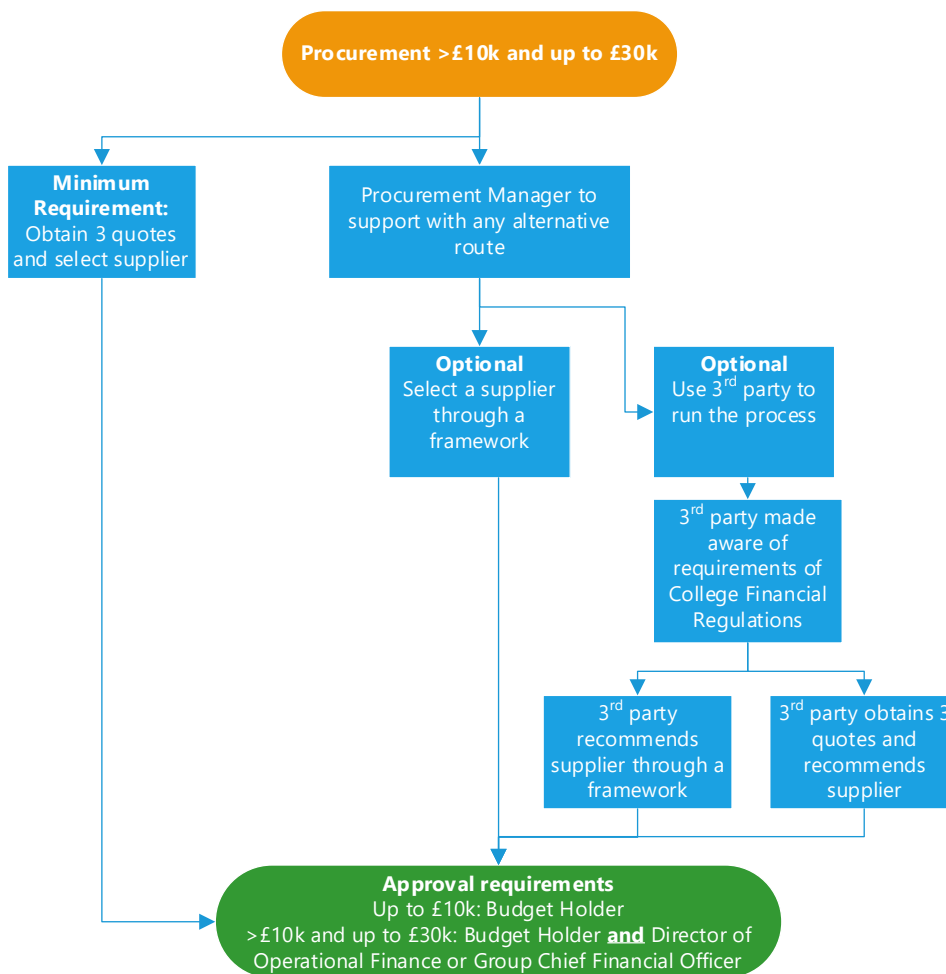 Procurement >£10k and up to £30k
Minimum
Requirement:
Obtain 3 quotes
and select supplier
Procurement Manager to
support with any alternative
route
Optional
Select a supplier
through a
framework
Optional
Use 3rd party to
run the process
3rd party made
aware of
requirements of
College Financial
Regulations
3rd party
recommends
supplier through a
framework
3rd party obtains 3
quotes and
recommends
supplier
Approval requirements
Up to £10k: Budget Holder
>£10k and up to £30k: Budget Holder and Director of
Operational Finance or Group Chief Financial Officer